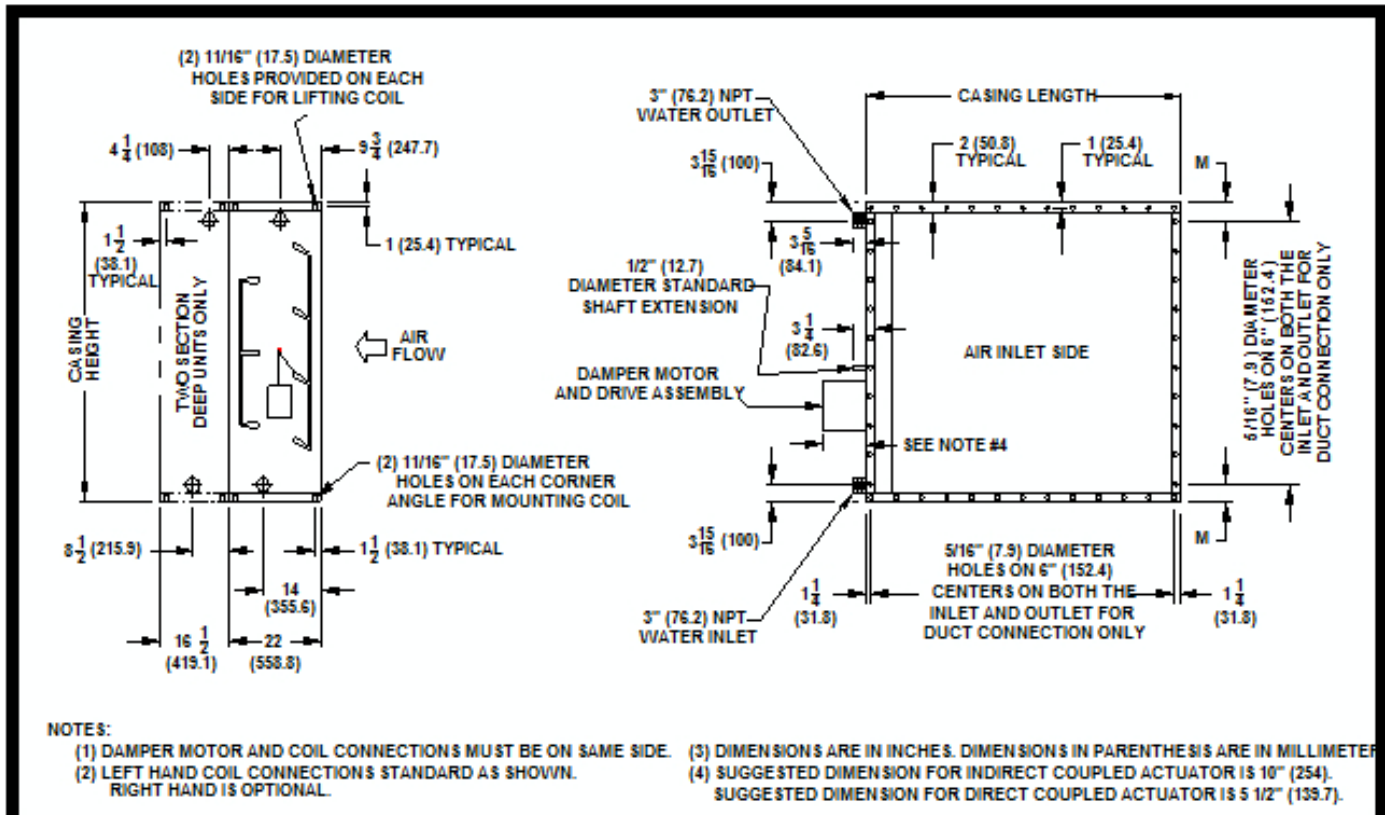 (2) 11/16" (17.5) DIAMETER
HOLES PROVIDED ON EACH
SIDE FOR LIFTING COIL
4 1/4 (108)
9 3/4 (247.7)
1 1/2
(38.1)
TYPICAL
1 (25.4) TYPICAL
CASING
HEIGHT
TWO SECTION
DEEP UNITS ONLY
AIR
FLOW
(2) 11/16" (17.5) DIAMETER
HOLES ON EACH CORNER
ANGLE FOR MOUNTING COIL
8 1/2 (215.9)
1 1/2 (38.1) TYPICAL
14
(355.6)
16 1/2
(419.1)
22
(558.8)
3" (76.2) NPT
WATER OUTLET
CASING LENGTH
3 15/16 (100)
2 (50.8)
TYPICAL
1 (25.4)
TYPICAL
M
3 5/16
(84.1)
1/2" (12.7)
DIAMETER STANDARD
SHAFT EXTENSION
3 1/4
(82.6)
AIR INLET SIDE
DAMPER MOTOR
AND DRIVE ASSEMBLY
SEE NOTE #4
5/16" (7.9) DIAMETER
HOLES ON 6" (152.4)
CENTERS ON BOTH THE
INLET AND OUTLET FOR
DUCT CONNECTION ONLY
3 15/16 (100)
M
3" (76.2) NPT
WATER INLET
1 1/4
(31.8)
5/16" (7.9) DIAMETER
HOLES ON 6" (152.4)
CENTERS ON BOTH THE
INLET AND OUTLET FOR
DUCT CONNECTION ONLY
1 1/4
(31.8)
NOTES:
(1) DAMPER MOTOR AND COIL CONNECTIONS MUST BE ON SAME SIDE.
(2) LEFT HAND COIL CONNECTIONS STANDARD AS SHOWN.
RIGHT HAND IS OPTIONAL.
(3) DIMENSIONS ARE IN INCHES. DIMENSIONS IN PARENTHESIS ARE IN MILLIMETER
(4) SUGGESTED DIMENSION FOR INDIRECT COUPLED ACTUATOR IS 10" (254).
SUGGESTED DIMENSION FOR DIRECT COUPLED ACTUATOR IS 5 1/2" (139.7).